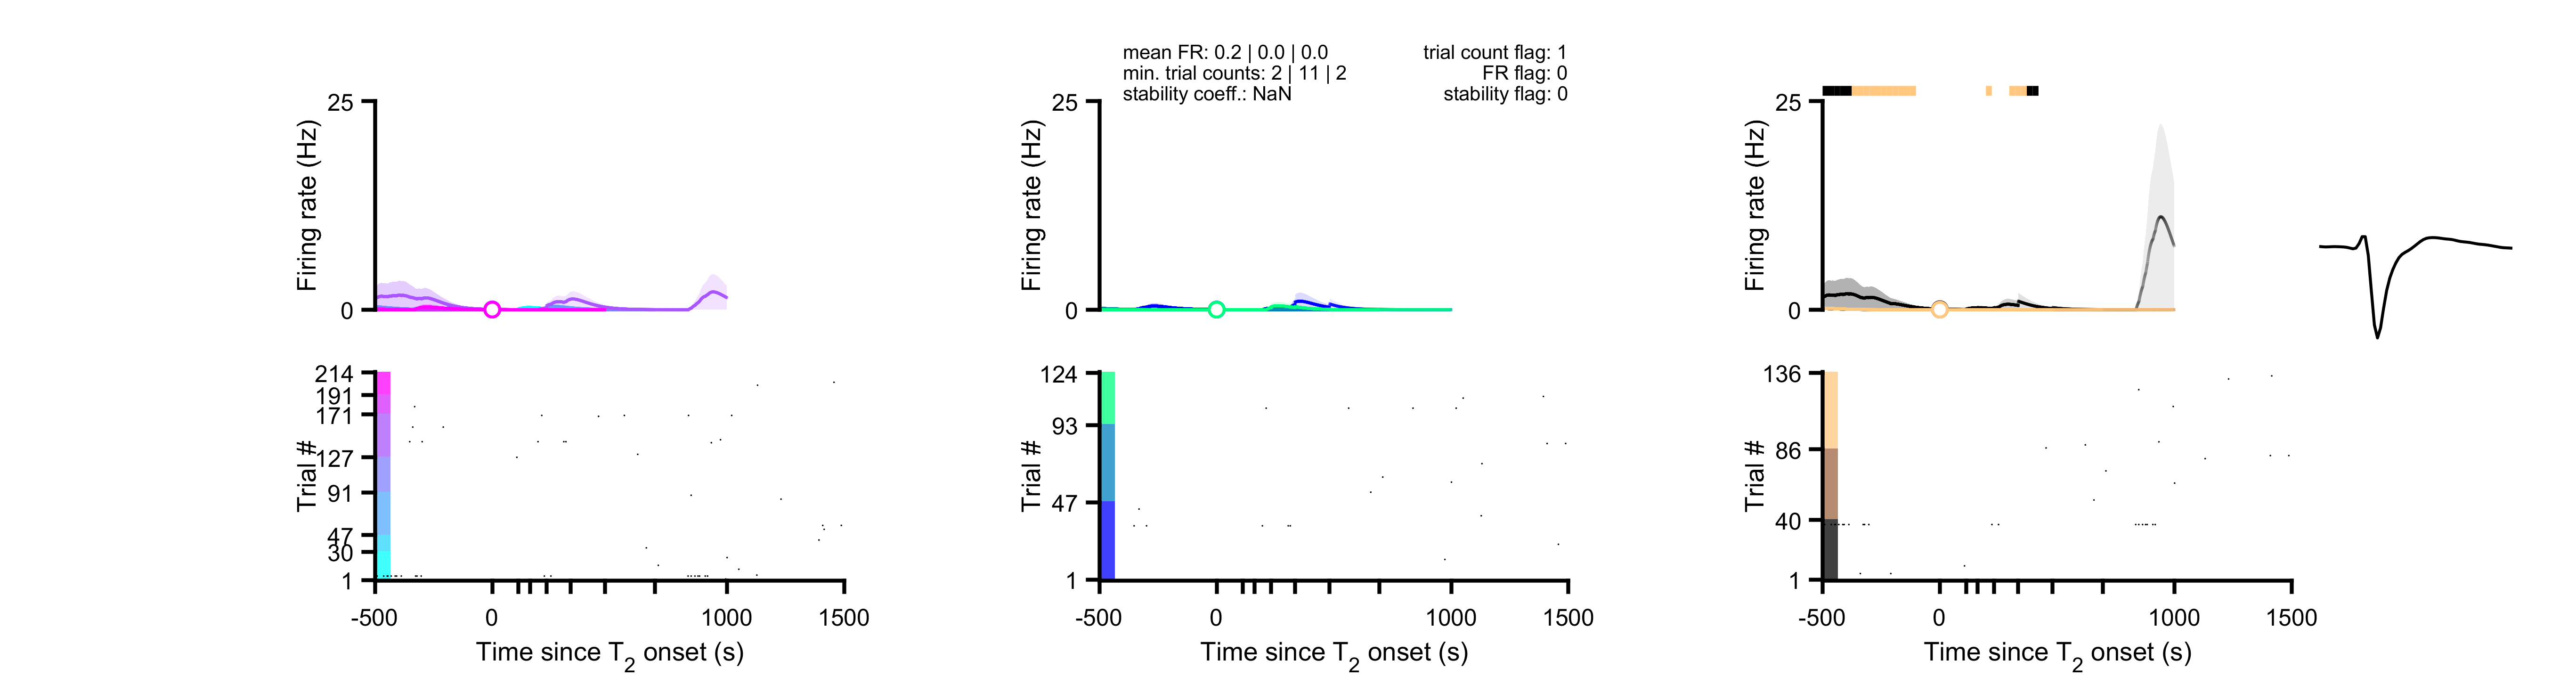 mean FR: 0.2 | 0.0 | 0.0
min. trial counts: 2 | 11 | 2
stability coeff.: NaN
trial count flag: 1
FR flag: 0
stability flag: 0
25
0
Firing rate (Hz)
214
191
171
127
91
47
30
1
Trial #
-500
0
1000
1500
Time since T2 onset (s)
25
0
Firing rate (Hz)
124
93
47
1
Trial #
-500
0
1000
1500
Time since T2 onset (s)
25
0
Firing rate (Hz)
136
86
40
1
Trial #
-500
0
1000
1500
Time since T2 onset (s)